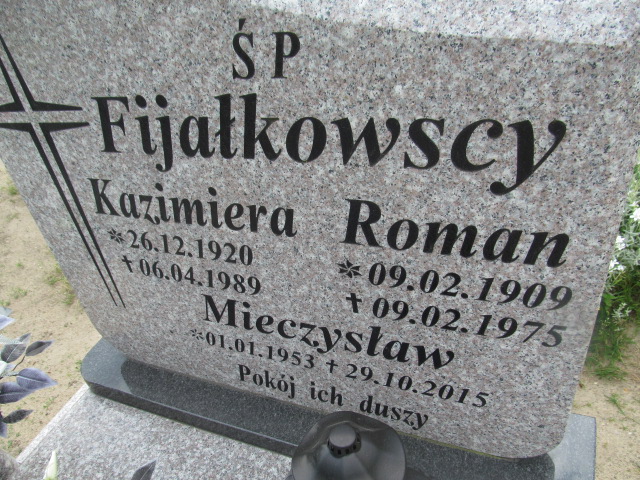 Ś P
Fijałkowscy
Kazimiera
* 26.12.1920
† 06.04.1989
Roman
* 09.02.1909
† 09.02.1975
Mieczysław
* 01.01.1953 † 29.10.2015
Pokój ich duszy